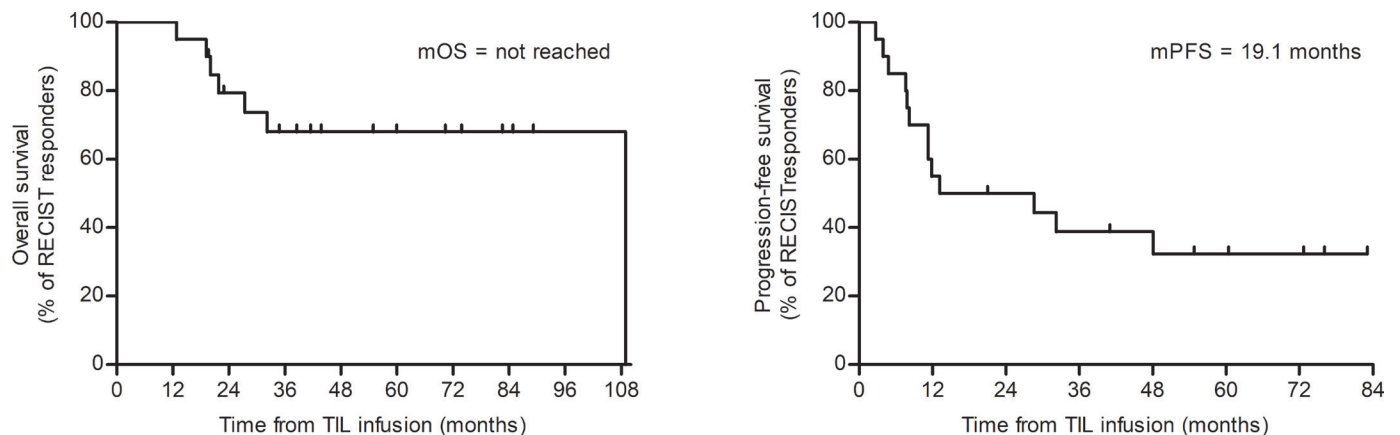 Overall survival
(% of RECIST responders)
100
80
60
40
20
0
mOS = not reached
0 12 24 36 48 60 72 84 96 108
Time from TIL infusion (months)
Progression-free survival
(% of RECISTresponders)
100
80
60
40
20
0
mPFS = 19.1 months
0 12 24 36 48 60 72 84
Time from TIL infusion (months)